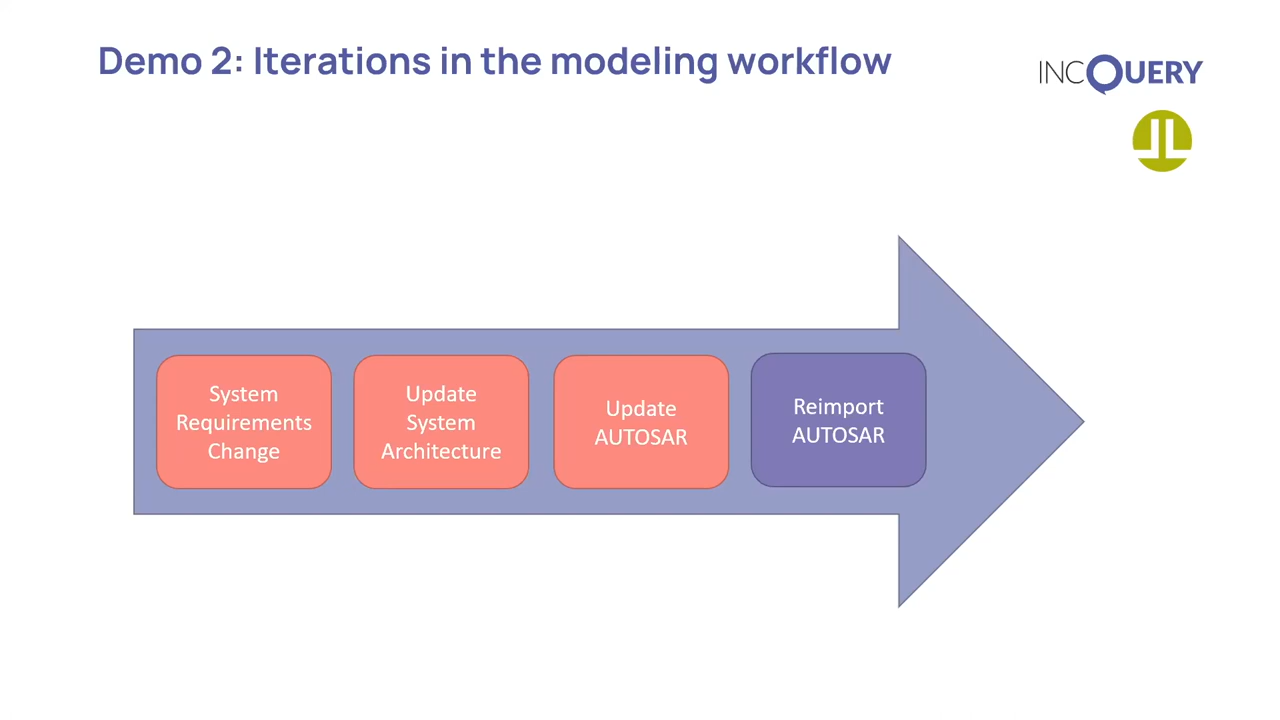 Demo 2: Iterations in the modeling workflow
INCQUERY
System
Requirements
Change
Update
System
Architecture
Update
AUTOSAR
Reimport
AUTOSAR